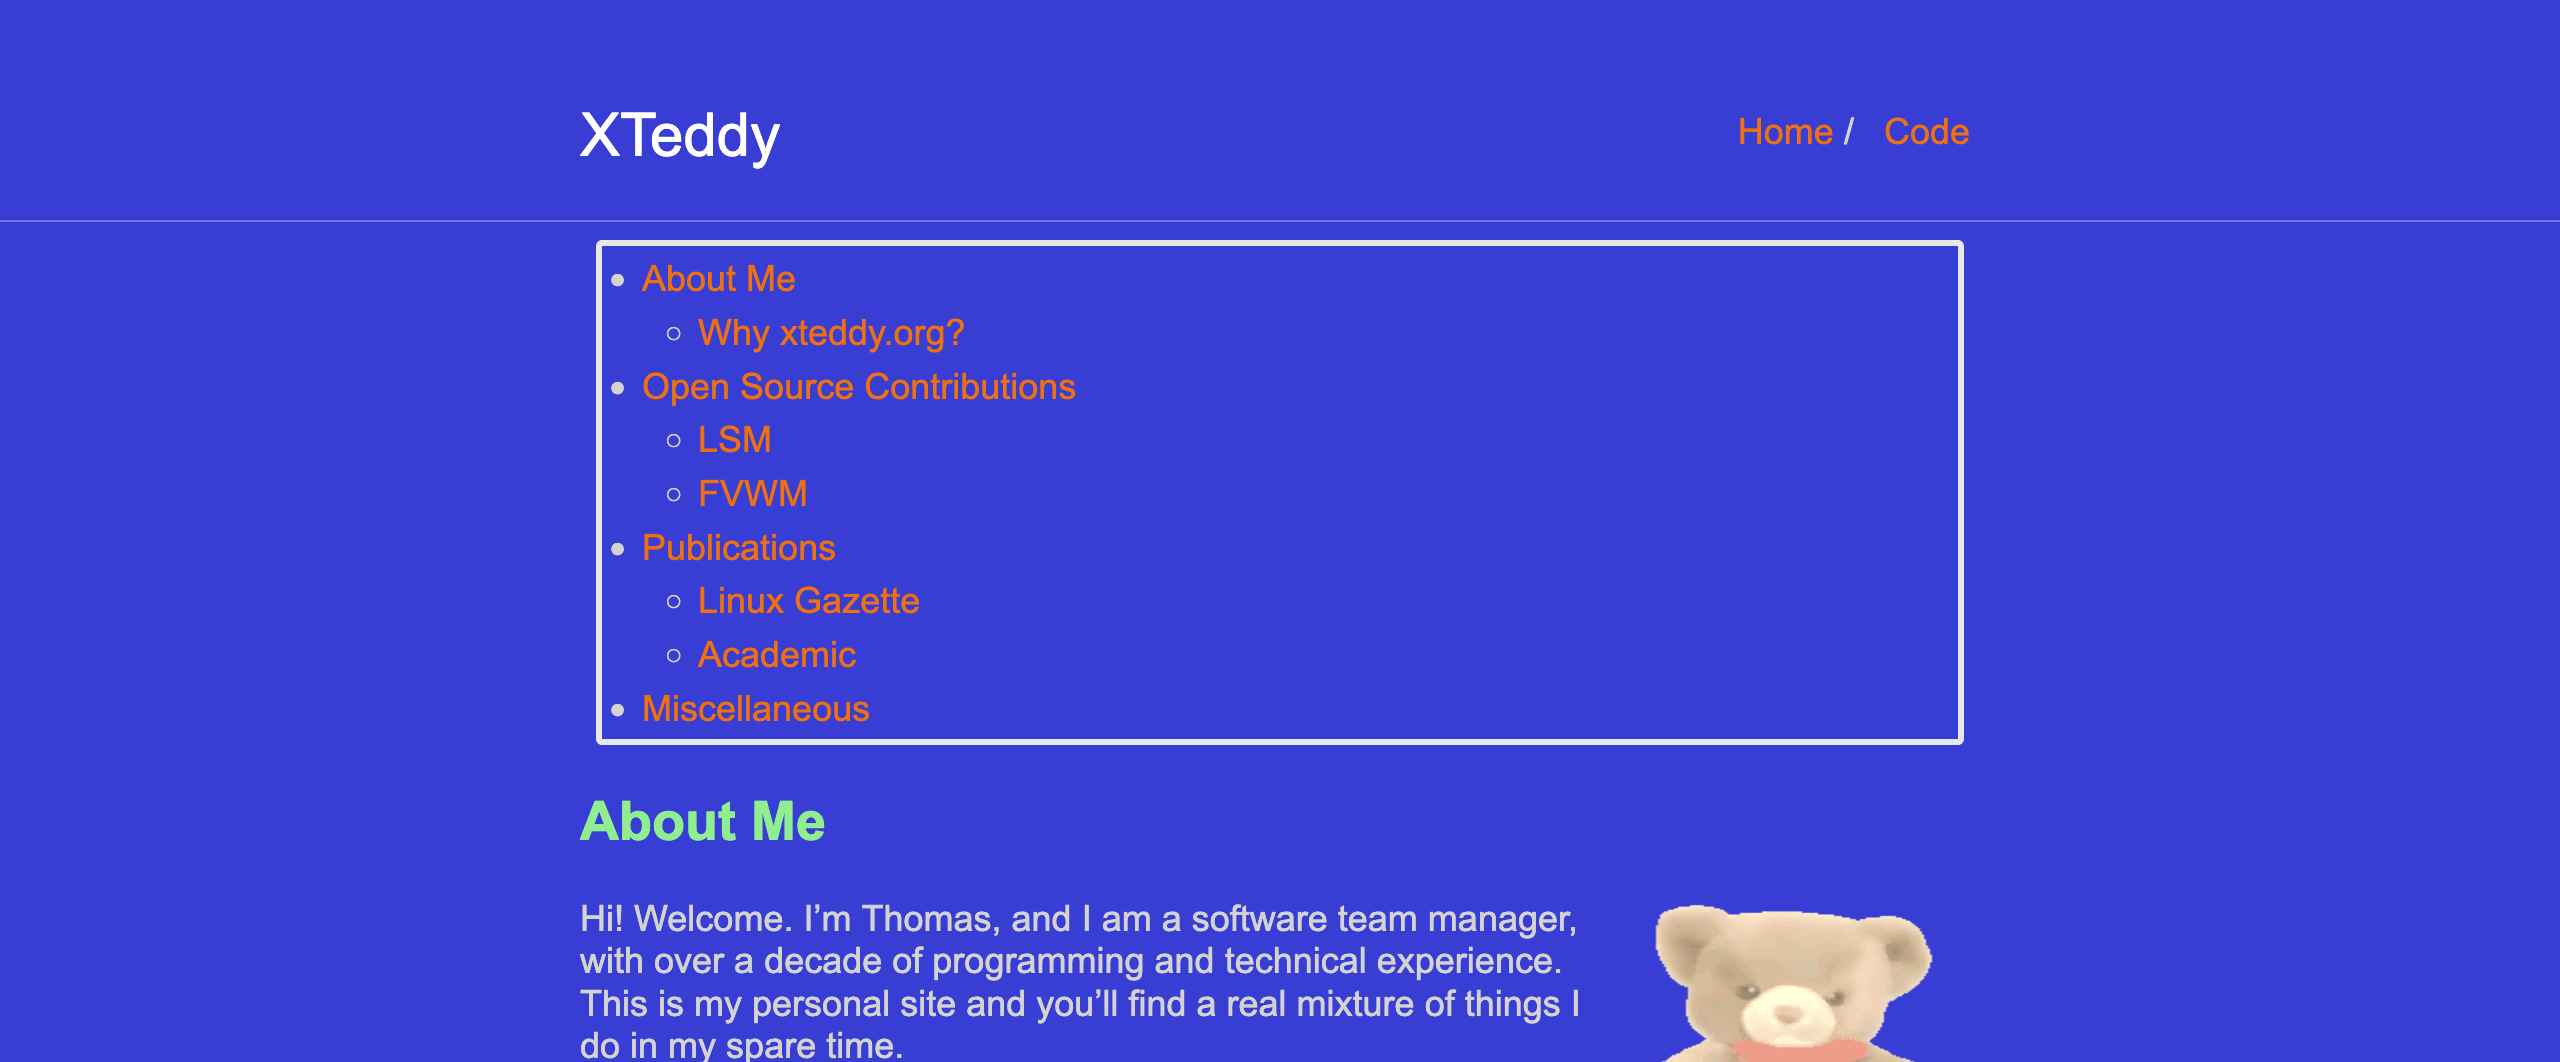 XTeddy
Home / Code
About Me
Why xteddy.org?
Open Source Contributions
LSM
FVWM
Publications
Linux Gazette
Academic
Miscellaneous
About Me
Hi! Welcome. I’m Thomas, and I am a software team manager,
with over a decade of programming and technical experience.
This is my personal site and you’ll find a real mixture of things I
do in my spare time.